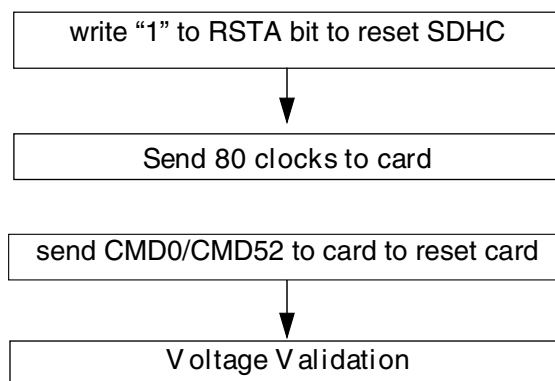 write “1” to RSTA bit to reset SDHC
Send 80 clocks to card
send CMD0/CMD52 to card to reset card
Voltage Validation